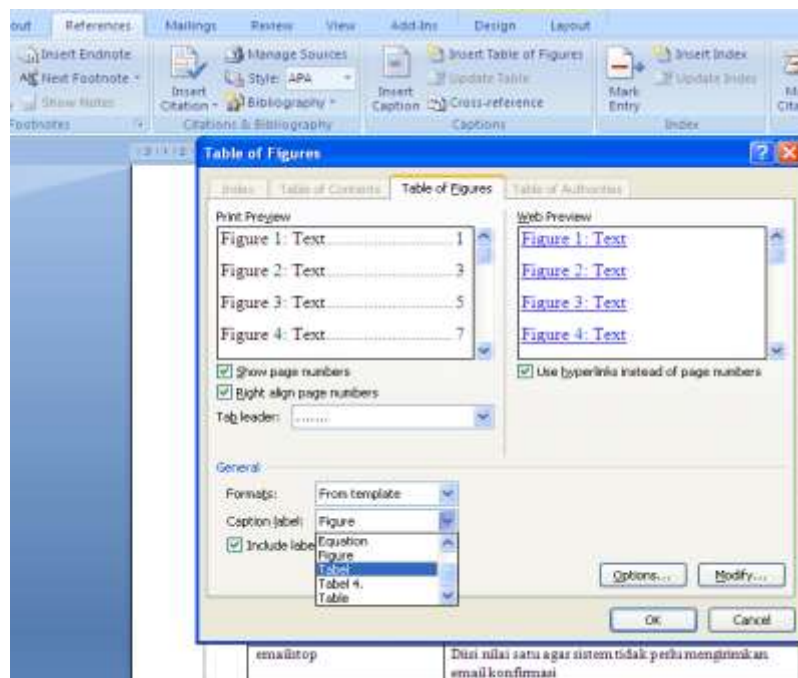 out References Mailings Review View Add-Ins Design Layout
Insert Endnote
Next Footnote
Show Notes
Footnotes
Insert Citation
Manage Sources
Style: APA
Bibliography
Citations & Bibliography
Insert Caption
Insert Table of Figures
Update Table
Cross-reference
Captions
Mark Entry
Insert Index
Update Index
Index
Table of Figures
Index Table of Contents Table of Figures Table of Authorities
Print Preview
Figure 1: Text 1
Figure 2: Text 3
Figure 3: Text 5
Figure 4: Text 7
Show page numbers
Right align page numbers
Tab leader: .......
Web Preview
Figure 1: Text
Figure 2: Text
Figure 3: Text
Figure 4: Text
Use hyperlinks instead of page numbers
General
Formats: From template
Caption label: Figure
Include labe
Equation
Figure
Tabel
Tabel 4.
Table
Options... Modify...
OK Cancel
emailstop Diisi nilai satu agar sistem tidak perlu mengirimkan
email konfirmasi